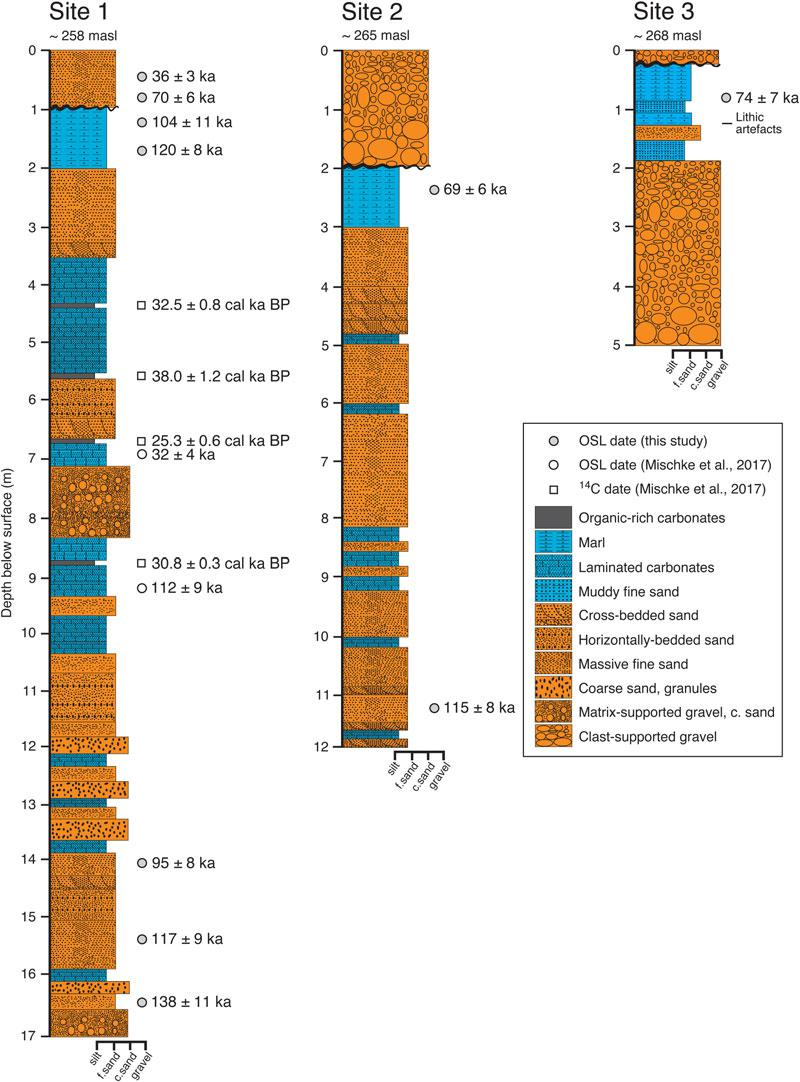 Site 1
~ 258 masl
0
1
2
3
4
5
6
7
8
9
10
11
12
13
14
15
16
17
Depth below surface (m)
36 ± 3 ka
70 ± 6 ka
104 ± 11 ka
120 ± 8 ka
32.5 ± 0.8 cal ka BP
38.0 ± 1.2 cal ka BP
25.3 ± 0.6 cal ka BP
32 ± 4 ka
30.8 ± 0.3 cal ka BP
112 ± 9 ka
95 ± 8 ka
117 ± 9 ka
138 ± 11 ka
silt
f.sand
c.sand
gravel
Site 2
~ 265 masl
0
1
2
3
4
5
6
7
8
9
10
11
12
69 ± 6 ka
115 ± 8 ka
silt
f.sand
c.sand
gravel
Site 3
~ 268 masl
0
1
2
3
4
5
74 ± 7 ka
Lithic
artefacts
silt
f.sand
c.sand
gravel
OSL date (this study)
OSL date (Mischke et al., 2017)
14C date (Mischke et al., 2017)
Organic-rich carbonates
Marl
Laminated carbonates
Muddy fine sand
Cross-bedded sand
Horizontally-bedded sand
Massive fine sand
Coarse sand, granules
Matrix-supported gravel, c. sand
Clast-supported gravel